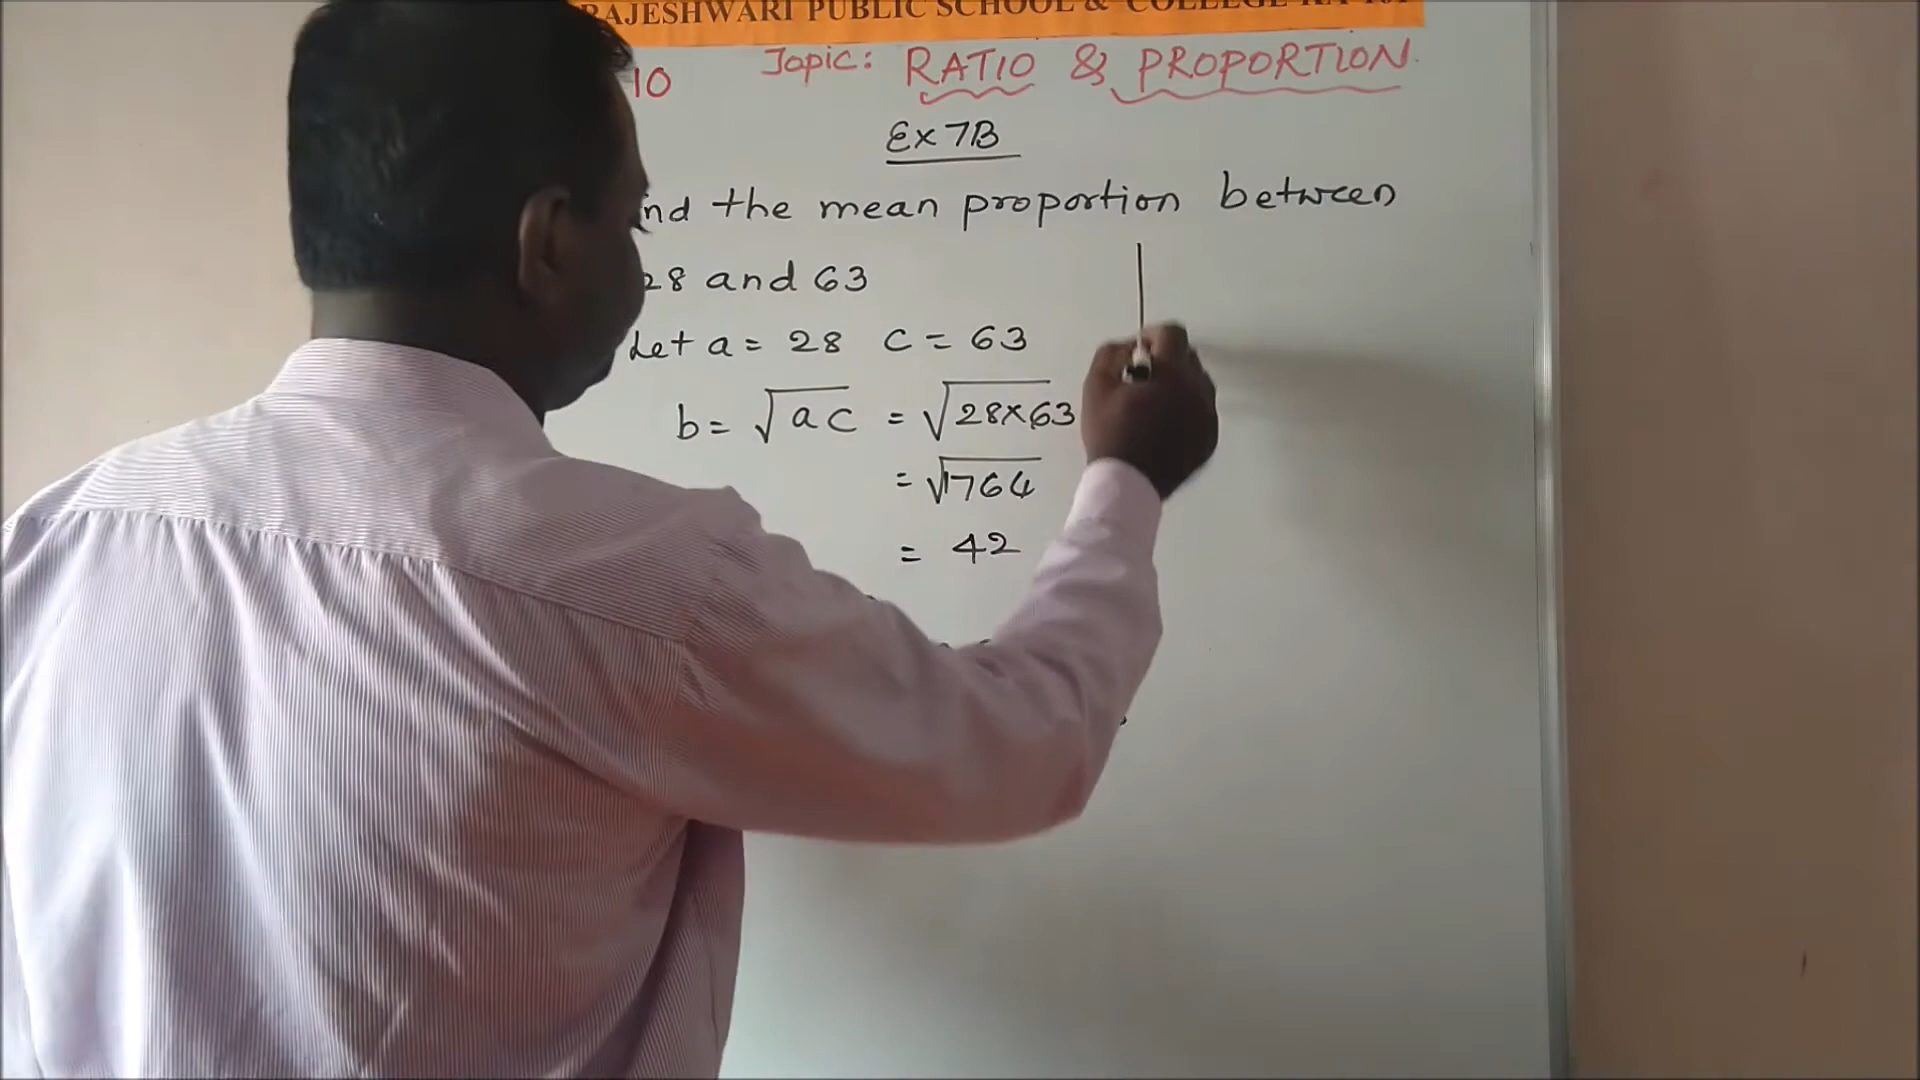 RAJESHWARI PUBLIC SCHOOL & COLLEGE
10 Topic: RATIO & PROPORTION.
Ex 7B
nd the mean proportion between
28 and 63
Let a = 28 c = 63
b = √ac = √28×63
= √1764
= 42